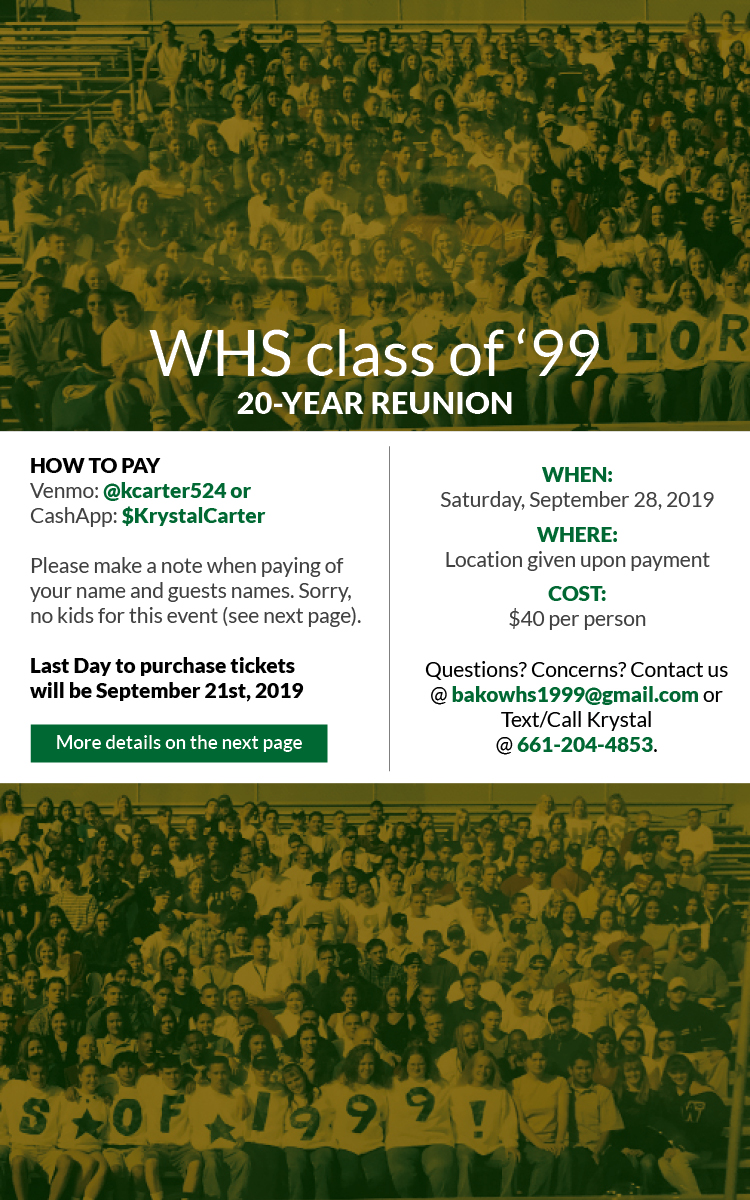 SENIOR
WHS class of ‘99
20-YEAR REUNION
HOW TO PAY
Venmo: @kcarter524 or
CashApp: $KrystalCarter
Please make a note when paying of
your name and guests names. Sorry,
no kids for this event (see next page).
Last Day to purchase tickets
will be September 21st, 2019
More details on the next page
WHEN:
Saturday, September 28, 2019
WHERE:
Location given upon payment
COST:
$40 per person
Questions? Concerns? Contact us
@ bakowhs1999@gmail.com or
Text/Call Krystal
@ 661-204-4853.
S★OF★1999!